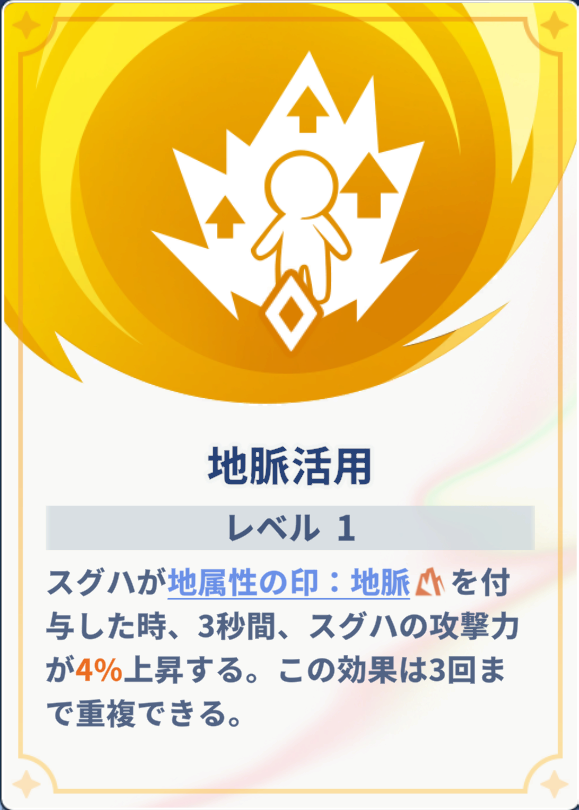 地脈活用
レベル 1
スグハが地属性の印：地脈を付
与した時、3秒間、スグハの攻撃力
が4%上昇する。この効果は3回ま
で重複できる。